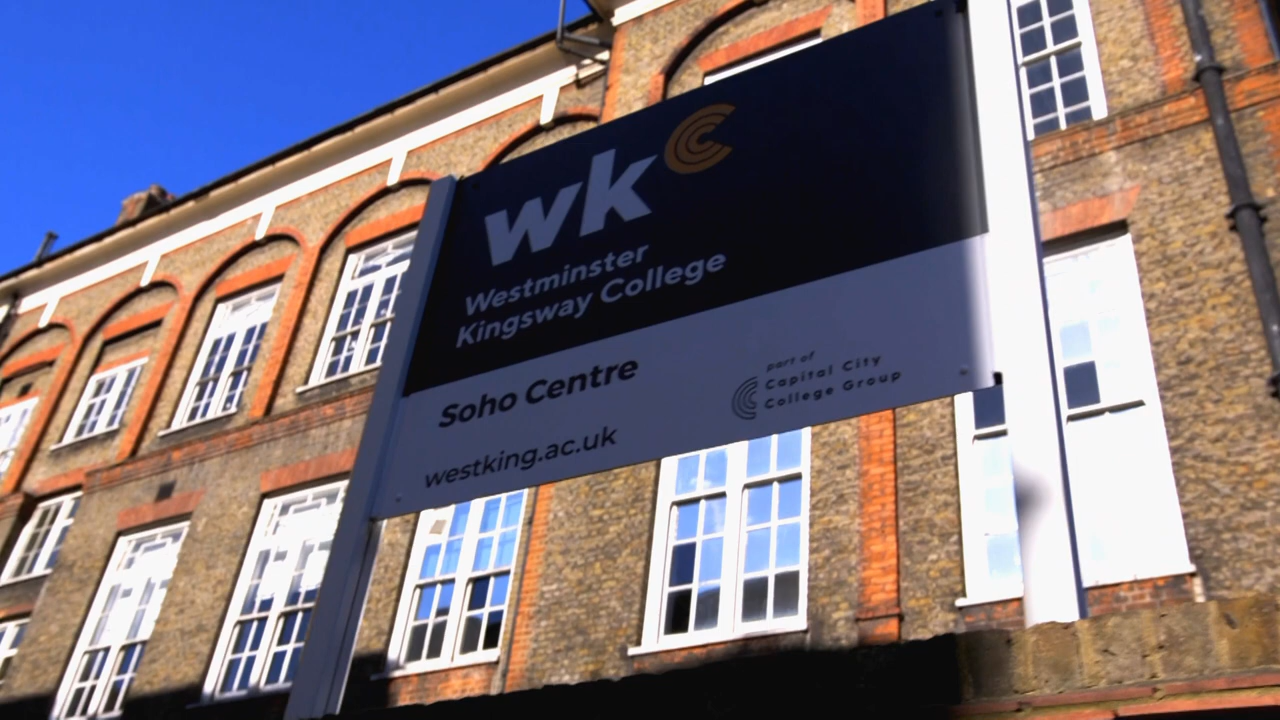 wk
Westminster
Kingsway College
Soho Centre
westking.ac.uk
part of
Capital City
College Group